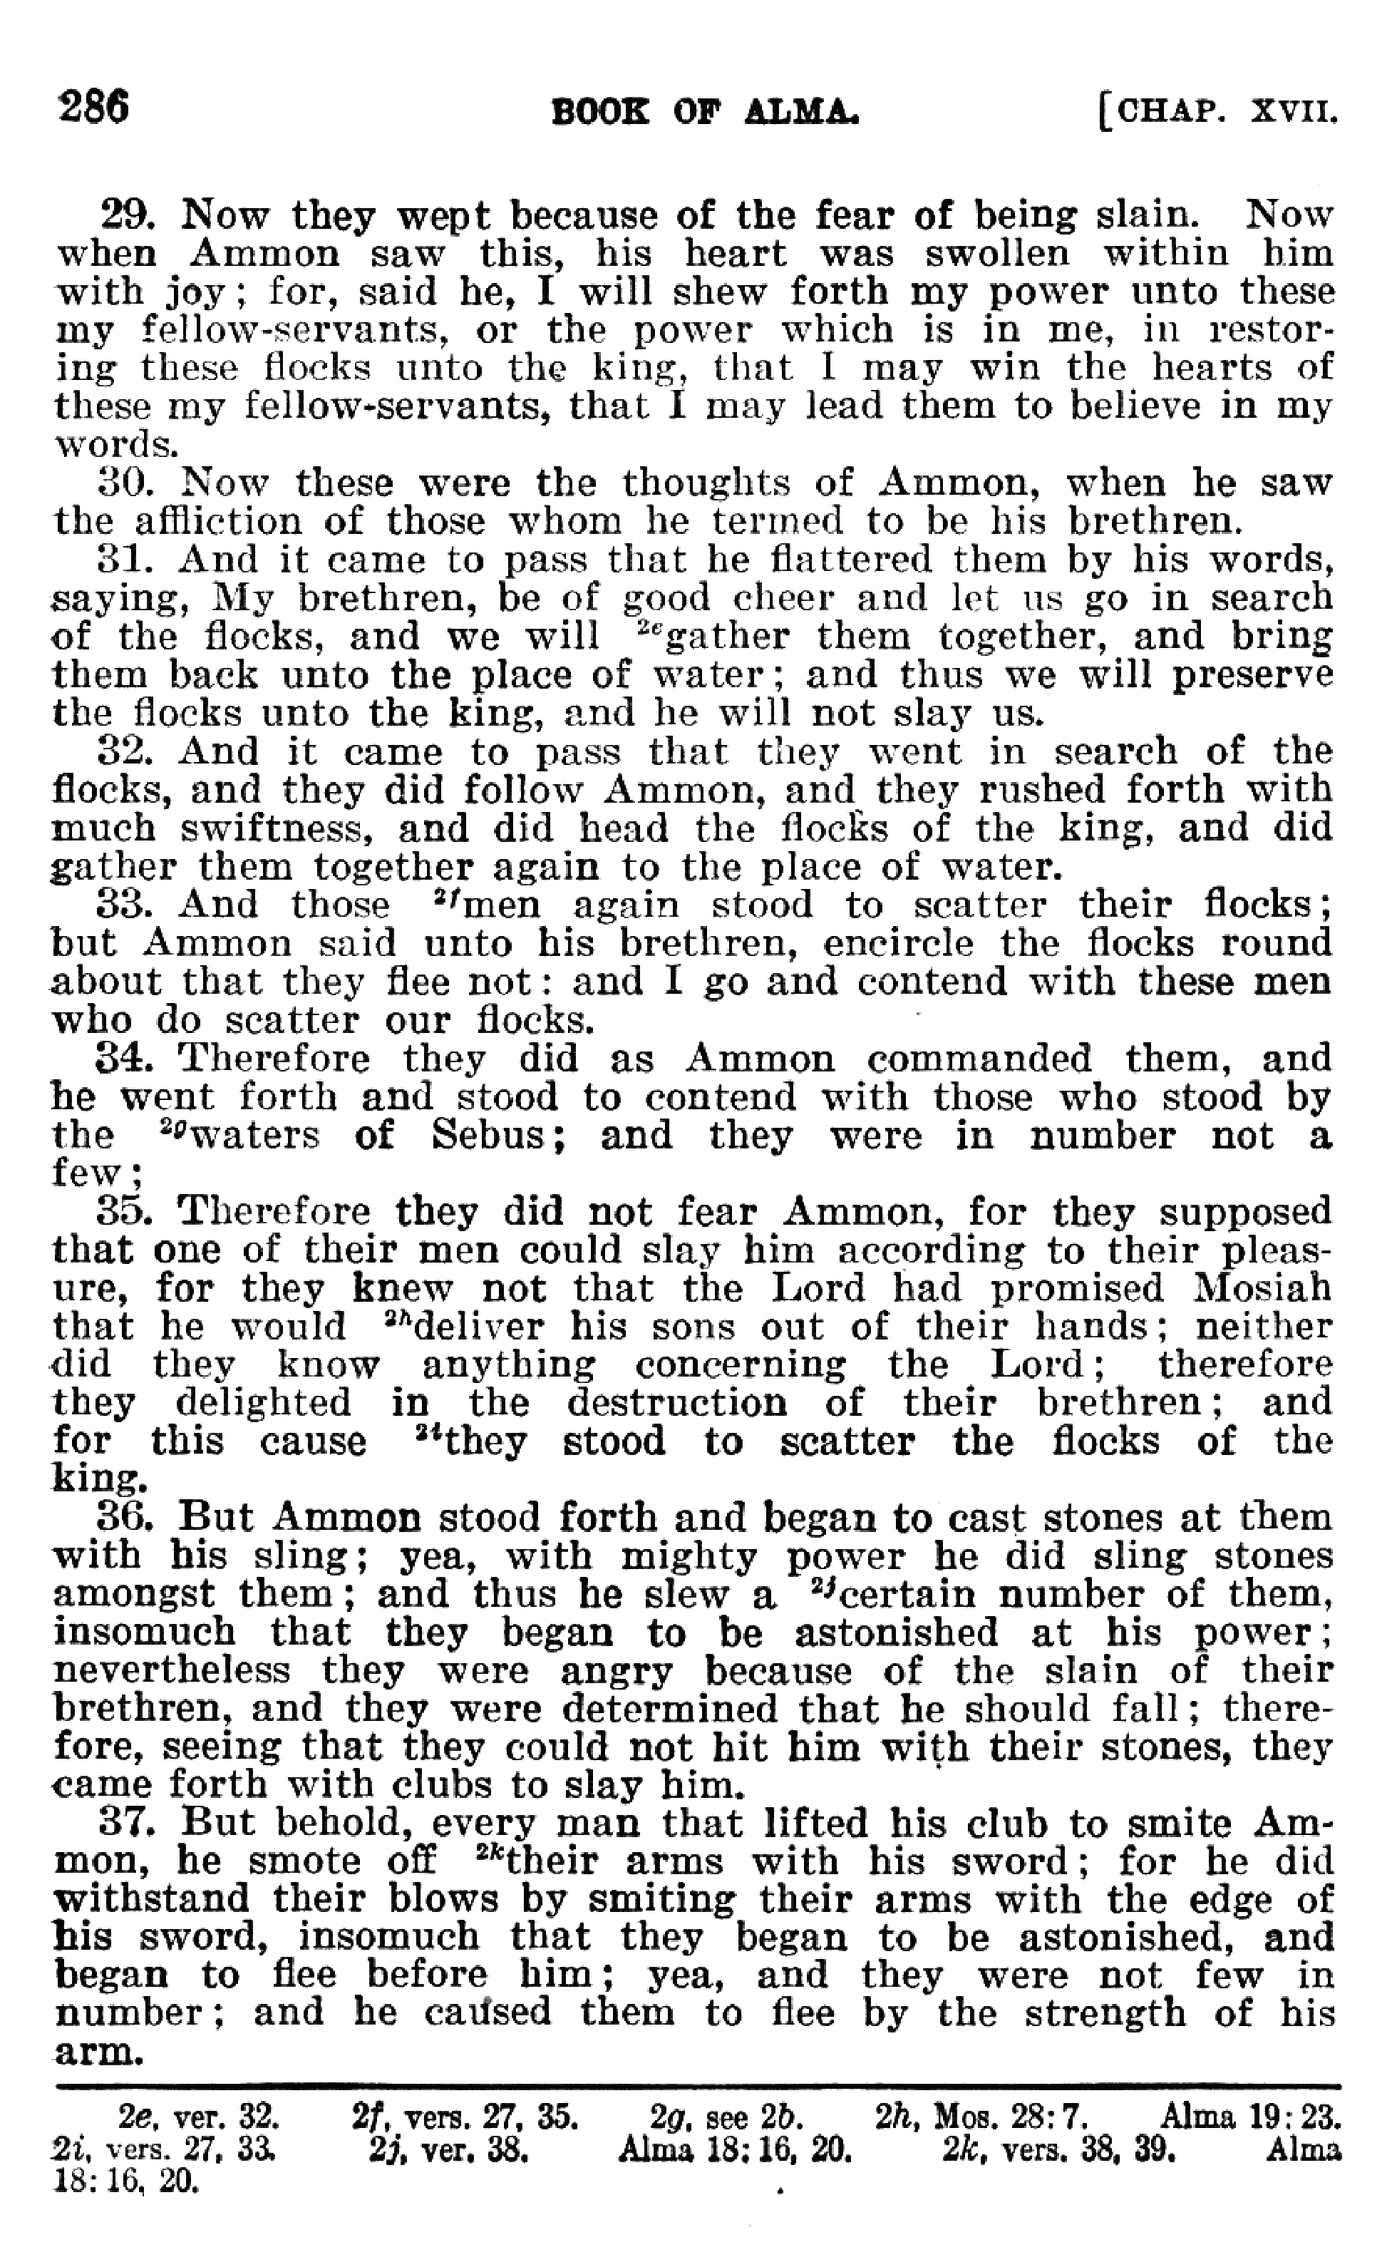 286 BOOK OF ALMA. [CHAP. XVII.
29. Now they wept because of the fear of being slain. Now
when Ammon saw this, his heart was swollen within him
with joy; for, said he, I will shew forth my power unto these
my fellow-servants, or the power which is in me, in restor-
ing these flocks unto the king, that I may win the hearts of
these my fellow-servants, that I may lead them to believe in my
words.
30. Now these were the thoughts of Ammon, when he saw
the affliction of those whom he termed to be his brethren.
31. And it came to pass that he flattered them by his words,
saying, My brethren, be of good cheer and let us go in search
of the flocks, and we will 2egather them together, and bring
them back unto the place of water; and thus we will preserve
the flocks unto the king, and he will not slay us.
32. And it came to pass that they went in search of the
flocks, and they did follow Ammon, and they rushed forth with
much swiftness, and did head the flocks of the king, and did
gather them together again to the place of water.
33. And those 2fmen again stood to scatter their flocks;
but Ammon said unto his brethren, encircle the flocks round
about that they flee not: and I go and contend with these men
who do scatter our flocks.
34. Therefore they did as Ammon commanded them, and
he went forth and stood to contend with those who stood by
the 2gwaters of Sebus; and they were in number not a
few;
35. Therefore they did not fear Ammon, for they supposed
that one of their men could slay him according to their pleas-
ure, for they knew not that the Lord had promised Mosiah
that he would 2hdeliver his sons out of their hands; neither
did they know anything concerning the Lord; therefore
they delighted in the destruction of their brethren; and
for this cause 2ithey stood to scatter the flocks of the
king.
36. But Ammon stood forth and began to cast stones at them
with his sling; yea, with mighty power he did sling stones
amongst them; and thus he slew a 2jcertain number of them,
insomuch that they began to be astonished at his power;
nevertheless they were angry because of the slain of their
brethren, and they were determined that he should fall; there-
fore, seeing that they could not hit him with their stones, they
came forth with clubs to slay him.
37. But behold, every man that lifted his club to smite Am-
mon, he smote off 2ktheir arms with his sword; for he did
withstand their blows by smiting their arms with the edge of
his sword, insomuch that they began to be astonished, and
began to flee before him; yea, and they were not few in
number; and he caused them to flee by the strength of his
arm.
2e, ver. 32. 2f, vers. 27, 35. 2g, see 2b. 2h, Mos. 28:7. Alma 19:23.
2i, vers. 27, 33. 2j, ver. 38. Alma 18:16, 20. 2k, vers. 38, 39. Alma
18:16, 20.